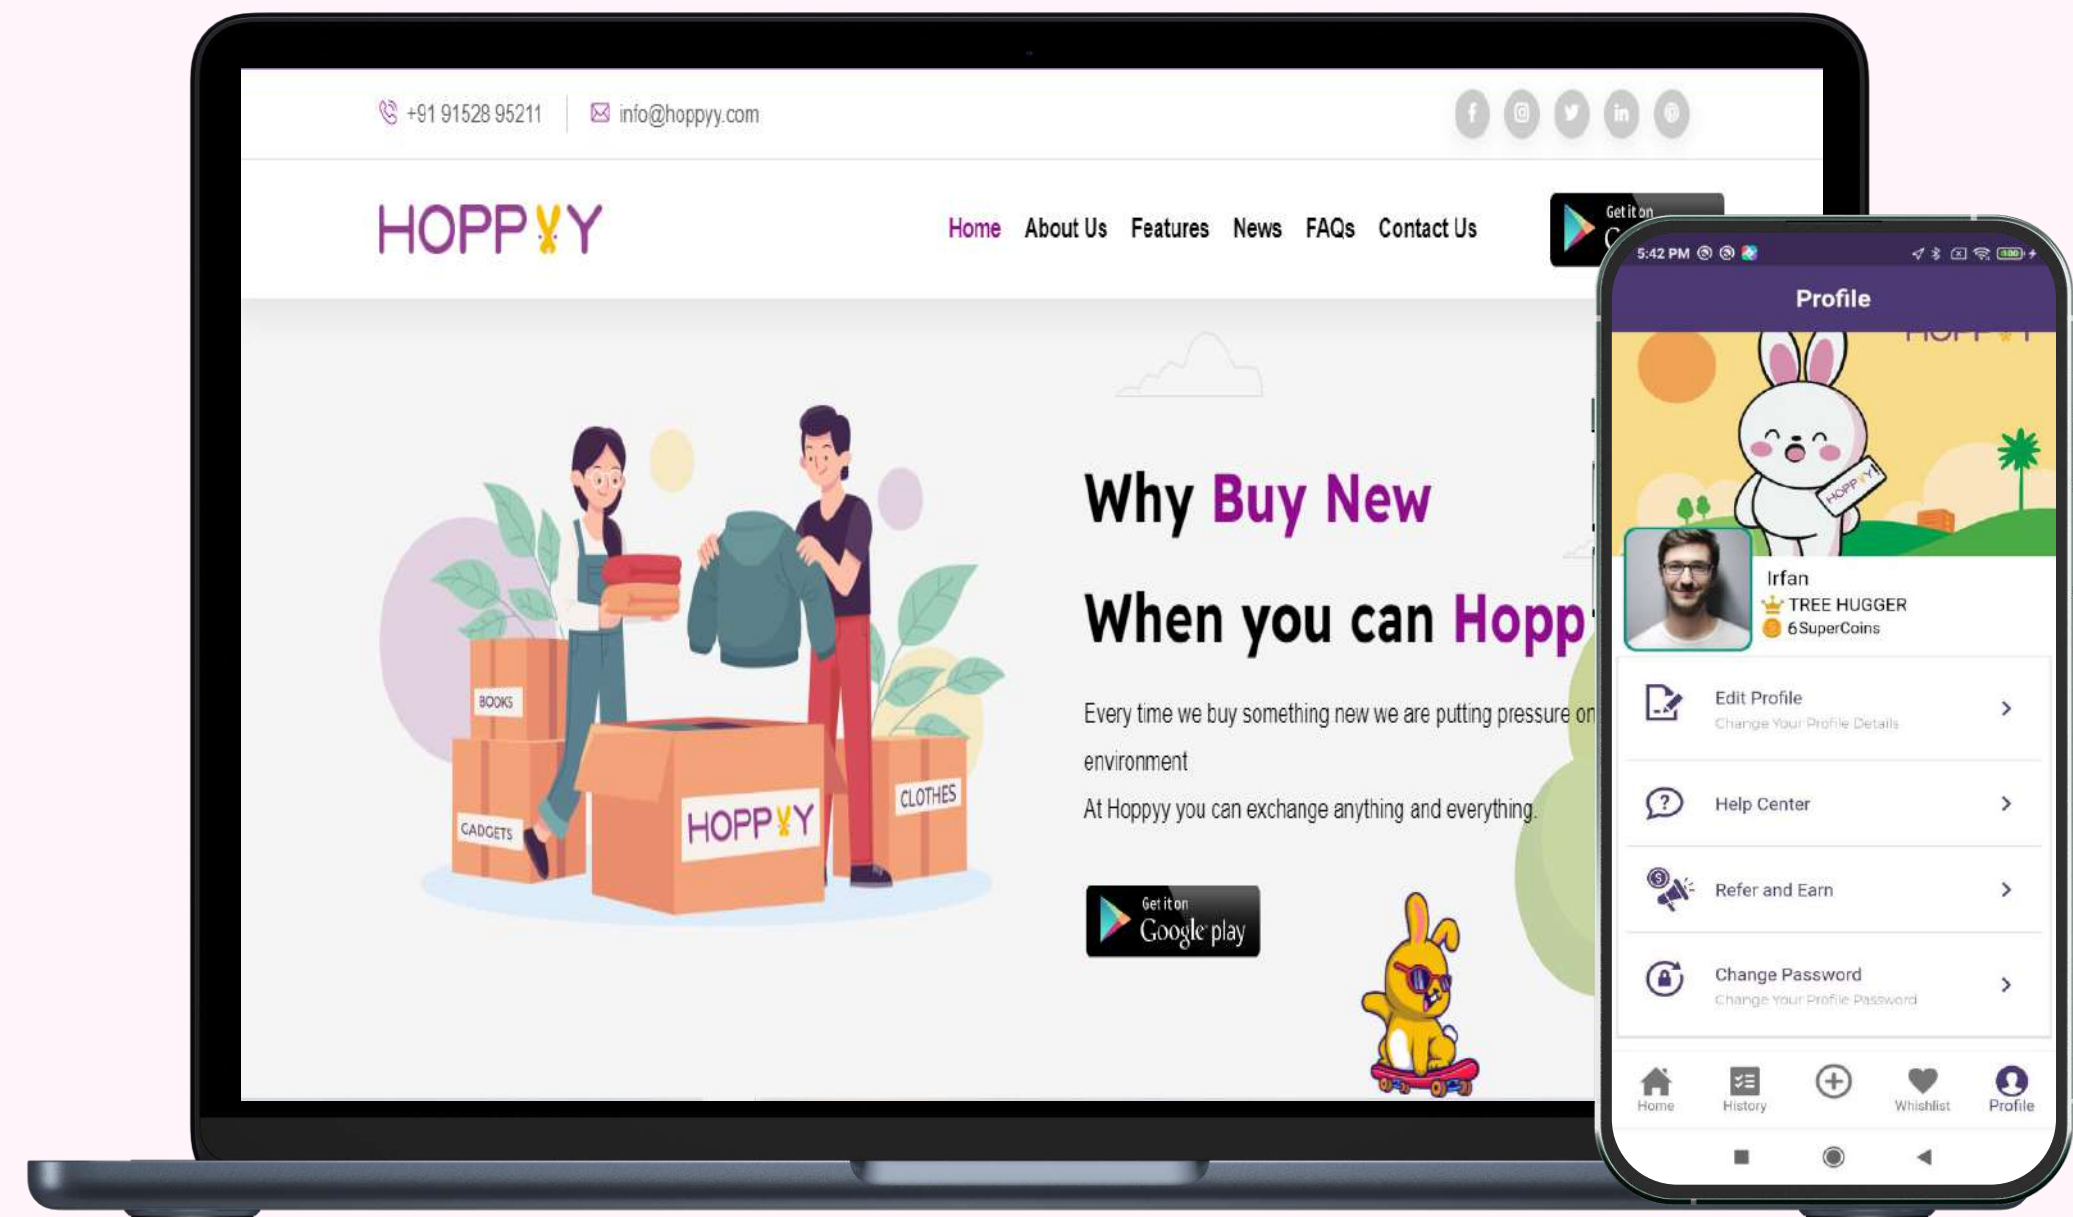 +91 91528 95211
info@hoppyy.com
HOPPYY
Home About Us Features News FAQs Contact Us
Get it on
Why Buy New
When you can Hopp
Every time we buy something new we are putting pressure on
environment
At Hoppyy you can exchange anything and everything.
Get it on
Google play
BOOKS
GADGETS
CLOTHES
HOPPYY
5:42 PM
100
Profile
HOPPYY
HOPPYY!
Irfan
TREE HUGGER
6 SuperCoins
Edit Profile
Change Your Profile Details
Help Center
Refer and Earn
Change Password
Change Your Profile Password
Home
History
Whishlist
Profile